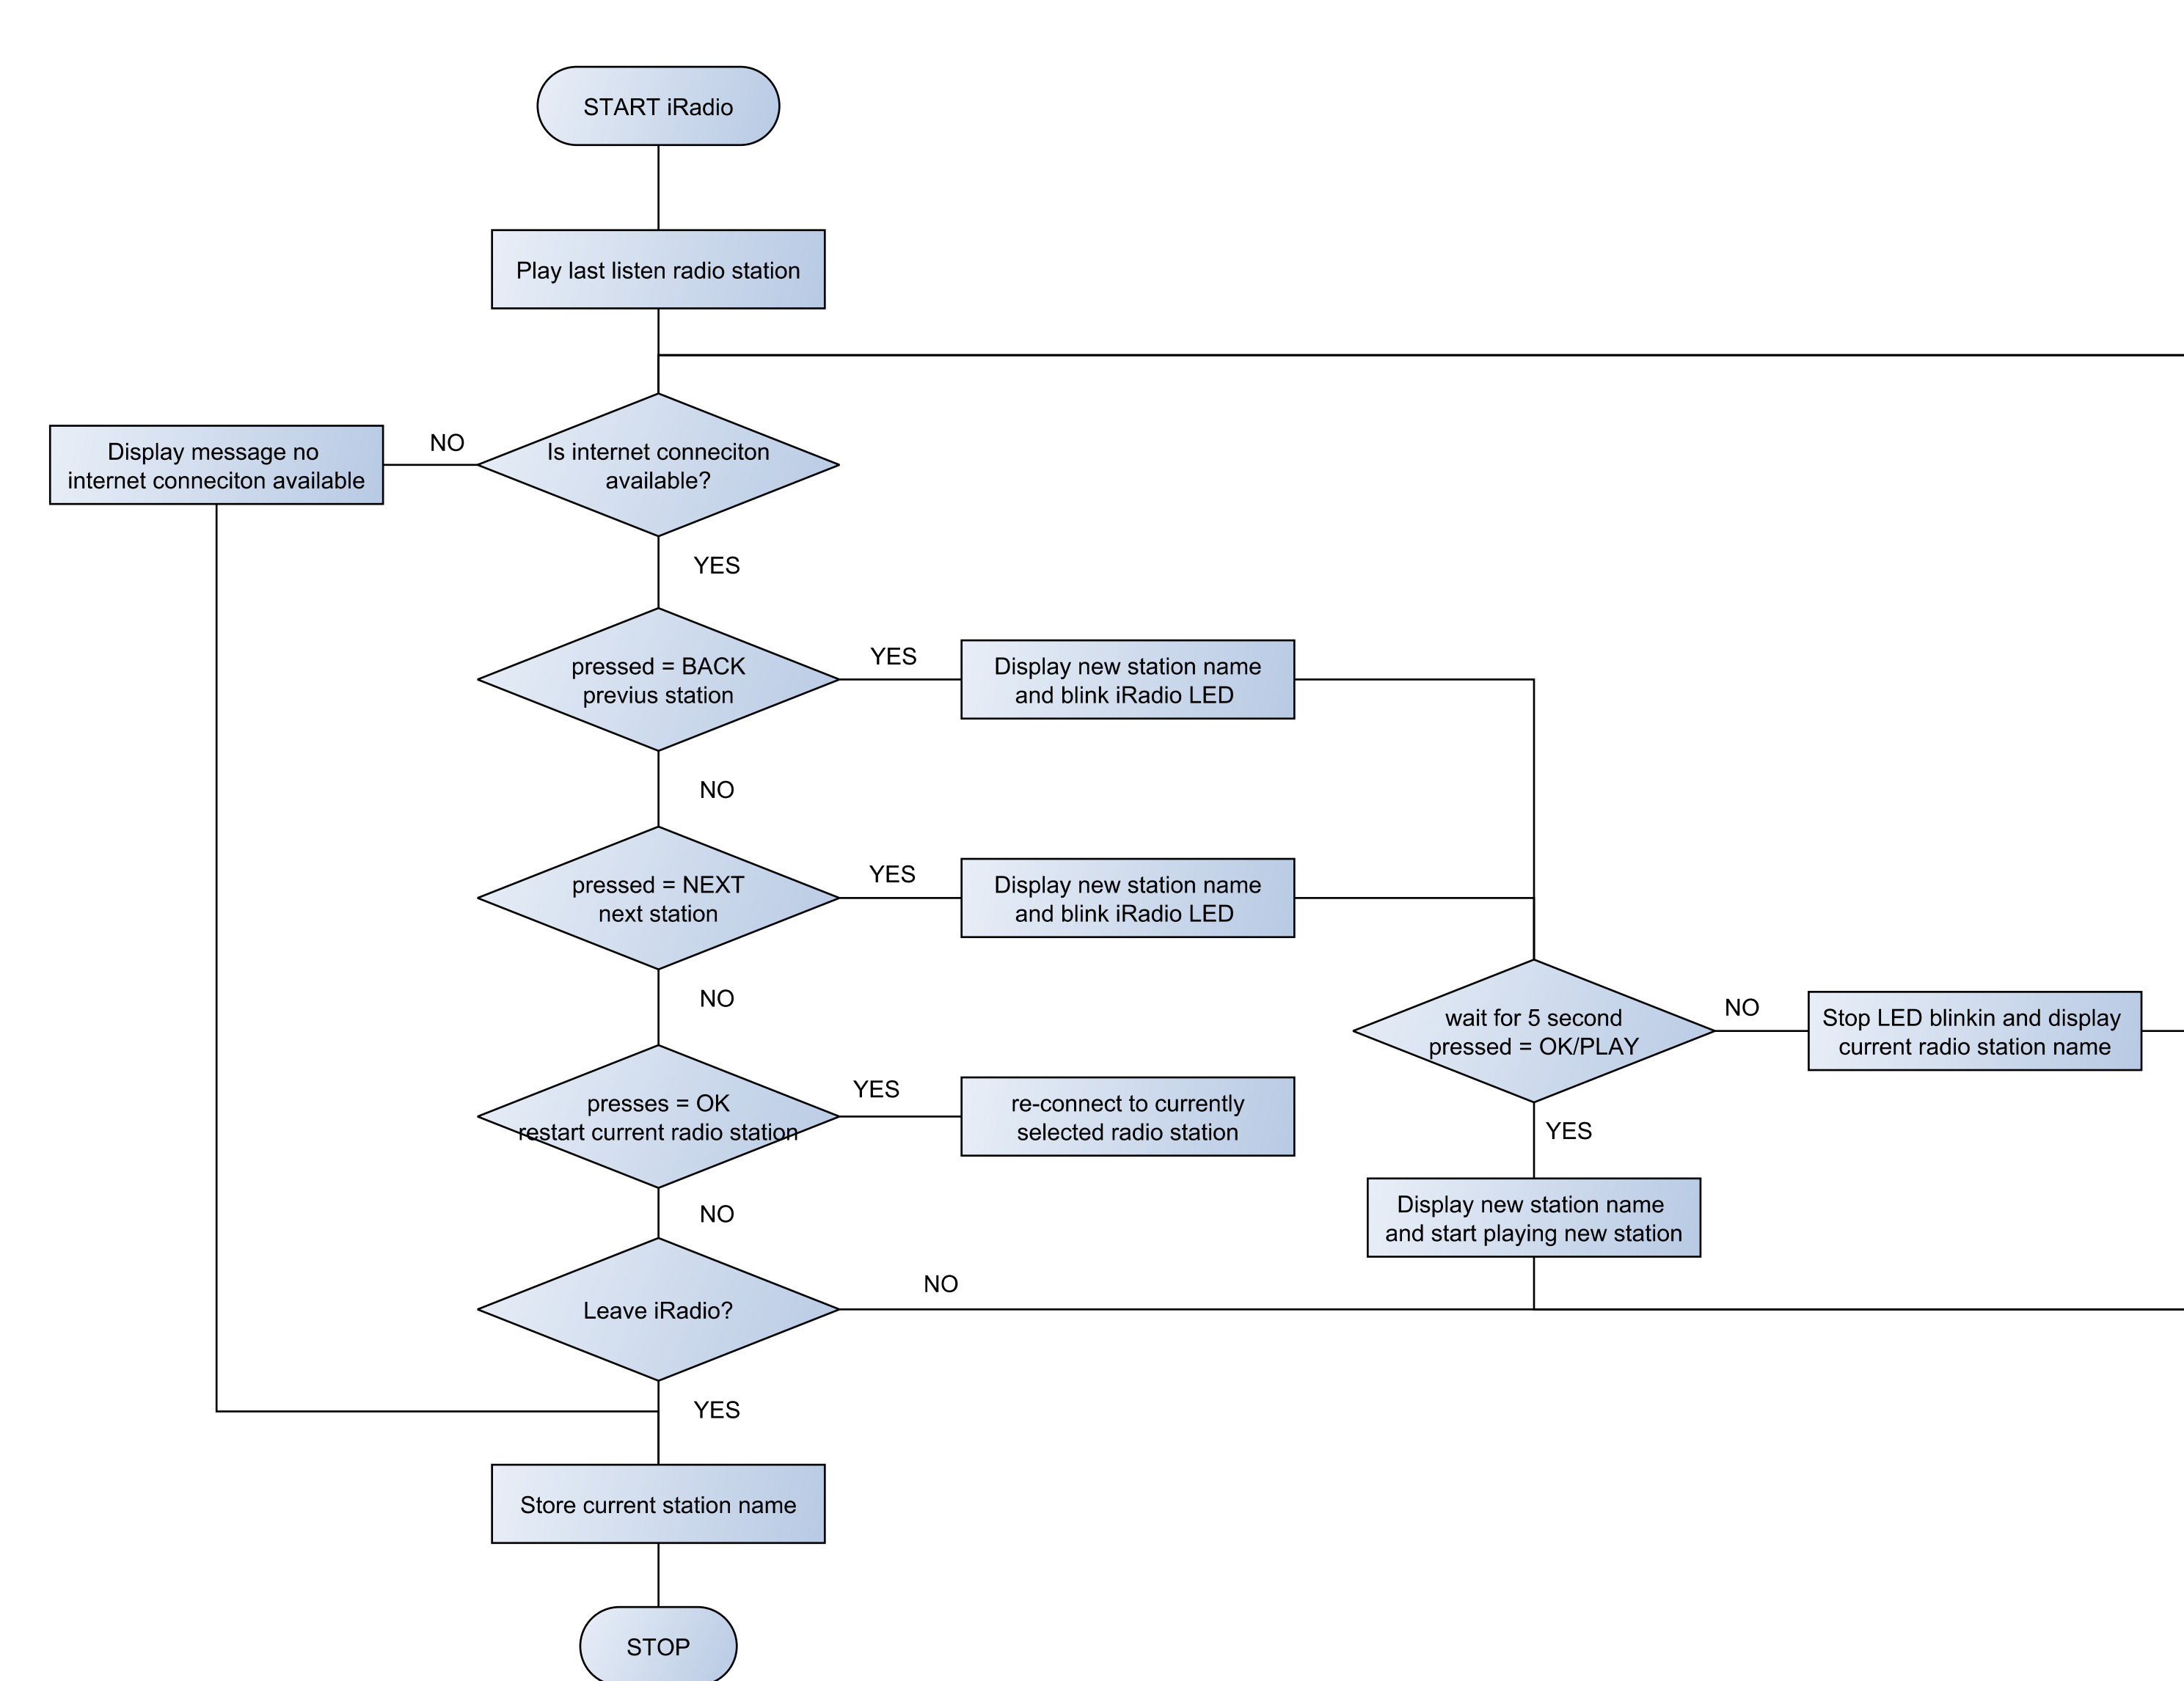 START iRadio
Play last listen radio station
Is internet conneciton
available?
NO
Display message no
internet conneciton available
YES
pressed = BACK
previus station
YES
Display new station name
and blink iRadio LED
NO
pressed = NEXT
next station
YES
Display new station name
and blink iRadio LED
NO
wait for 5 second
pressed = OK/PLAY
NO
Stop LED blinkin and display
current radio station name
presses = OK
restart current radio station
YES
re-connect to currently
selected radio station
YES
Display new station name
and start playing new station
NO
Leave iRadio?
NO
YES
Store current station name
STOP